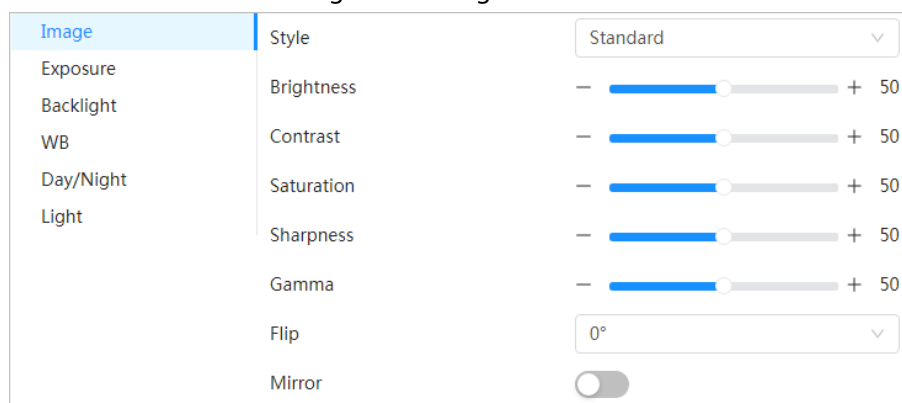 Image
Exposure
Backlight
WB
Day/Night
Light
Style Standard
Brightness 50
Contrast 50
Saturation 50
Sharpness 50
Gamma 50
Flip 0°
Mirror